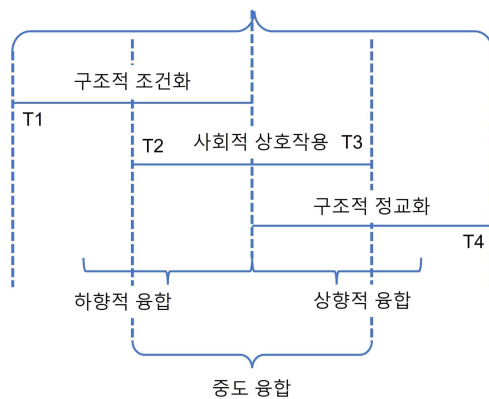 구조적 조건화
T1
T2 사회적 상호작용 T3
구조적 정교화
T4
하향적 융합 상향적 융합
중도 융합